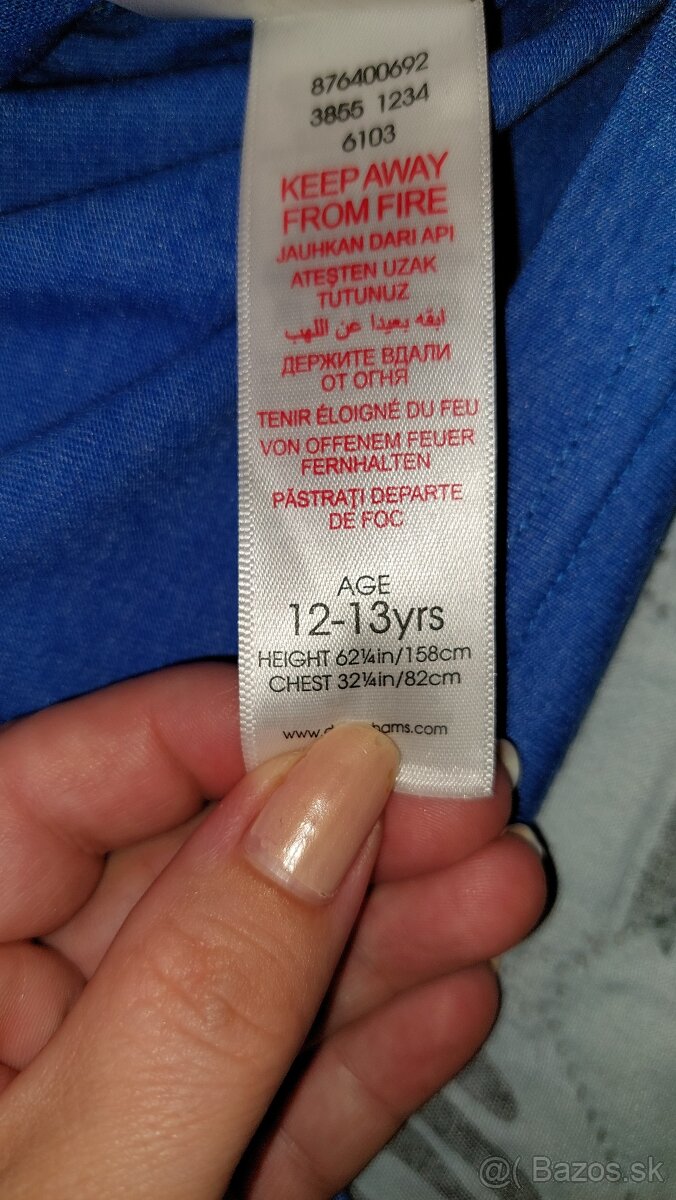 876400692
3855 1234
6103
KEEP AWAY
FROM FIRE
JAUHKAN DARI API
ATEŞTEN UZAK
TUTUNUZ
ابقه بعيدا عن اللهب
ДЕРЖИТЕ ВДАЛИ
ОТ ОГНЯ
TENIR ÉLOIGNÉ DU FEU
VON OFFENEM FEUER
FERNHALTEN
PĂSTRAŢI DEPARTE
DE FOC
AGE
12-13yrs
HEIGHT 62¼in/158cm
CHEST 32¼in/82cm
@( Bazos.sk